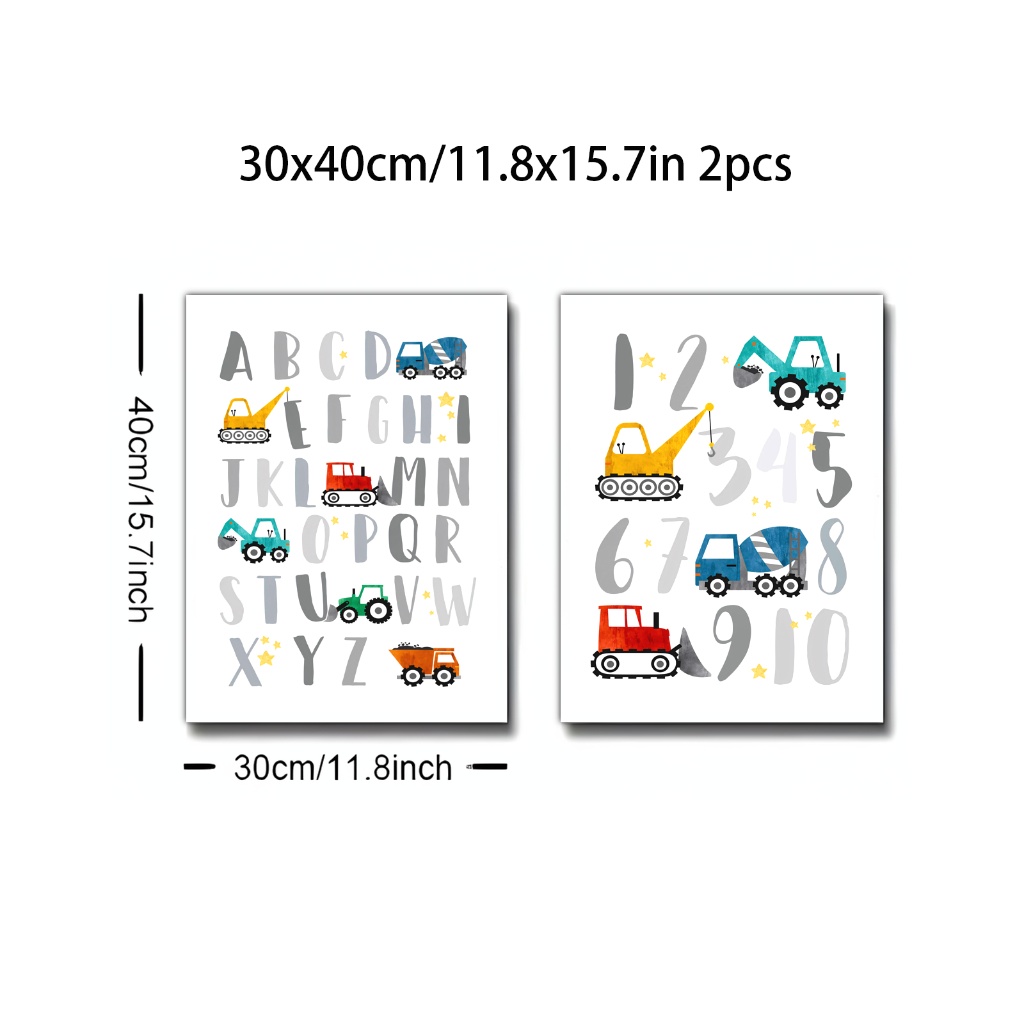 30x40cm/11.8x15.7in 2pcs
40cm/15.7inch
A B C D
E F G H I
J K L M N
O P Q R
S T U V W
X Y Z
1 2
3 4 5
6 7 8
9 10
30cm/11.8inch